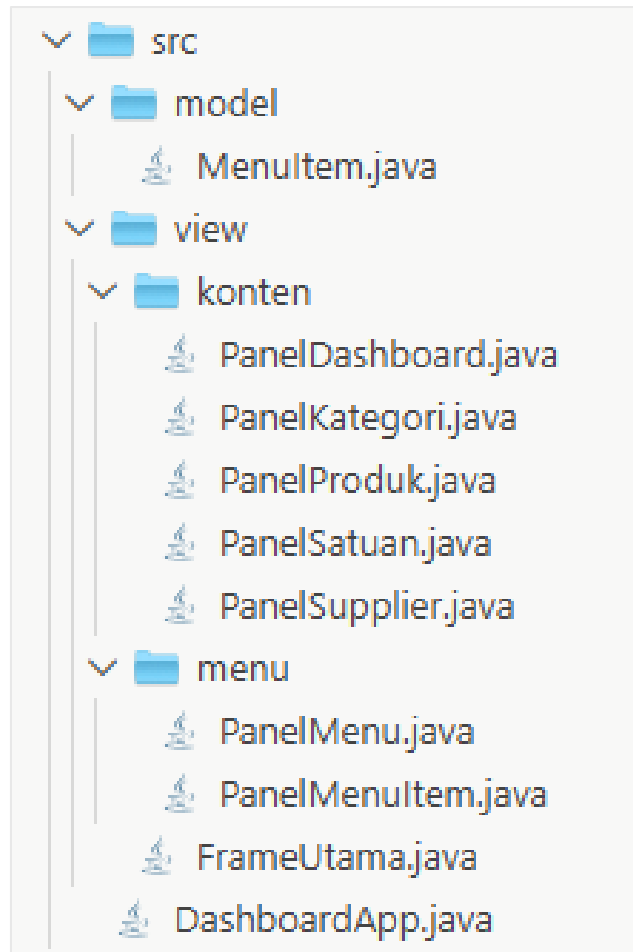 src
model
MenuItem.java
view
konten
PanelDashboard.java
PanelKategori.java
PanelProduk.java
PanelSatuan.java
PanelSupplier.java
menu
PanelMenu.java
PanelMenuItem.java
FrameUtama.java
DashboardApp.java